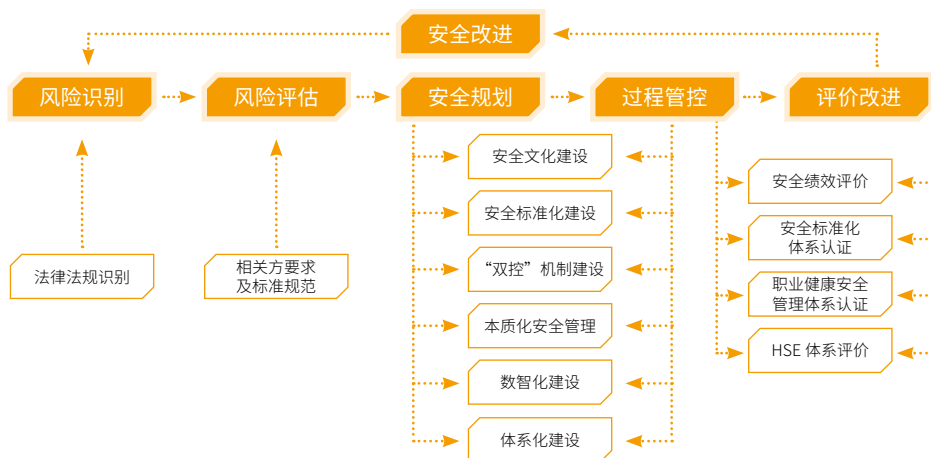 安全改进
风险识别
风险评估
安全规划
过程管控
评价改进
安全文化建设
安全标准化建设
“双控”机制建设
本质化安全管理
数智化建设
体系化建设
安全绩效评价
安全标准化
体系认证
职业健康安全
管理体系认证
HSE 体系评价
法律法规识别
相关方要求
及标准规范